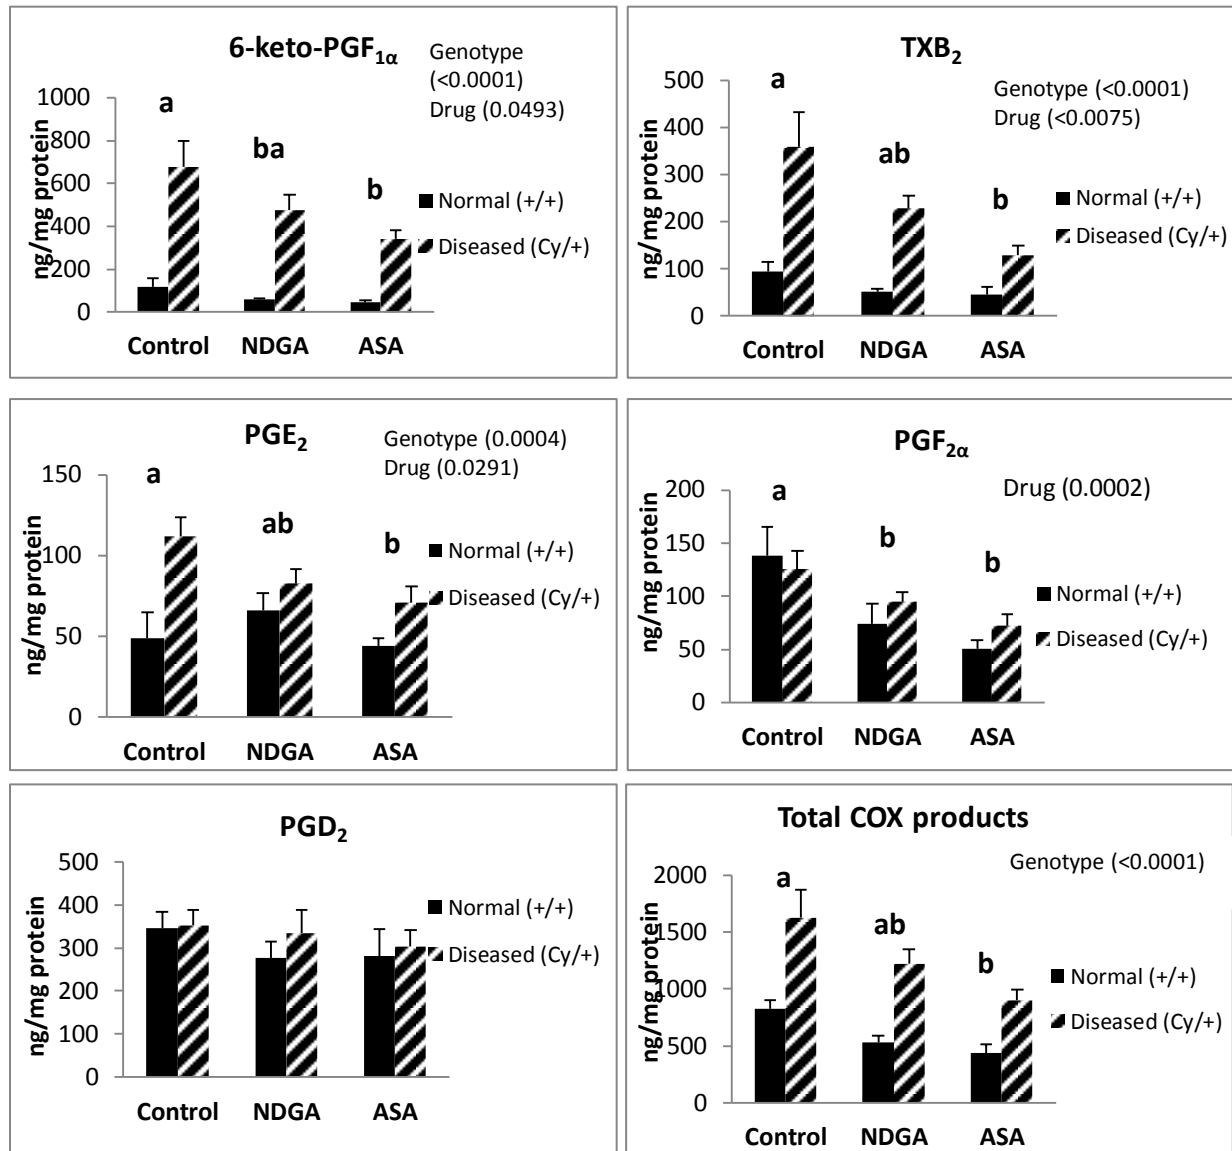 6-keto-PGF1α
Genotype
(<0.0001)
Drug (0.0493)
ng/mg protein
1000
800
600
400
200
0
a
ba
b
Normal (+/+)
Diseased (Cy/+)
Control NDGA ASA
TXB2
Genotype (<0.0001)
Drug (<0.0075)
ng/mg protein
500
400
300
200
100
0
a
ab
b
Normal (+/+)
Diseased (Cy/+)
Control NDGA ASA
PGE2
Genotype (0.0004)
Drug (0.0291)
ng/mg protein
150
100
50
0
a
ab
b
Normal (+/+)
Diseased (Cy/+)
Control NDGA ASA
PGF2α
Drug (0.0002)
ng/mg protein
200
150
100
50
0
a
b
b
Normal (+/+)
Diseased (Cy/+)
Control NDGA ASA
PGD2
ng/mg protein
500
400
300
200
100
0
Normal (+/+)
Diseased (Cy/+)
Control NDGA ASA
Total COX products
Genotype (<0.0001)
ng/mg protein
2000
1500
1000
500
0
a
ab
b
Normal (+/+)
Diseased (Cy/+)
Control NDGA ASA